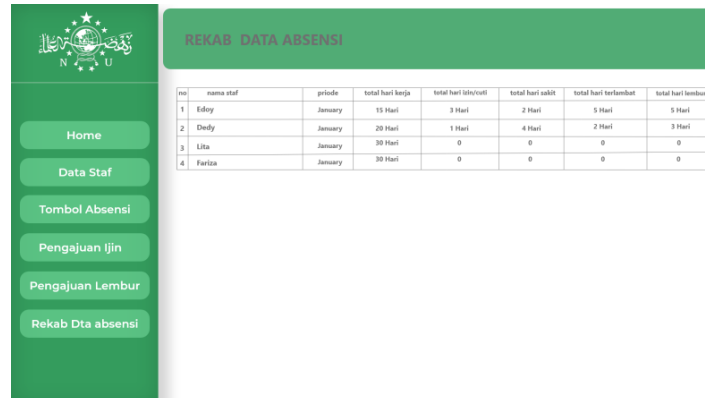 N U
Home
Data Staf
Tombol Absensi
Pengajuan Ijin
Pengajuan Lembur
Rekab Dta absensi
REKAB DATA ABSENSI
no nama staf priode total hari kerja total hari izin/cuti total hari sakit total hari terlambat total hari lembur
1 Edoy January 15 Hari 3 Hari 2 Hari 5 Hari 5 Hari
2 Dedy January 20 Hari 1 Hari 4 Hari 2 Hari 3 Hari
3 Lita January 30 Hari 0 0 0 0
4 Fariza January 30 Hari 0 0 0 0